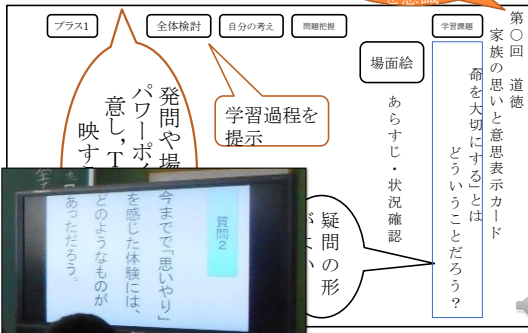 を意識
第〇回 道徳
家族の思いと意思表示カード
学習課題
「命を大切にする」とは
どういうことだろう?
場面絵
あらすじ・状況確認
問題把握
自分の考え
全体検討
プラス1
学習過程を
提示
発問や場
パワーポイ
意し,T
映す
疑問の形
質問2
今までで「思いやり」
を感じた体験には、
どのようなものが
あっただろう。